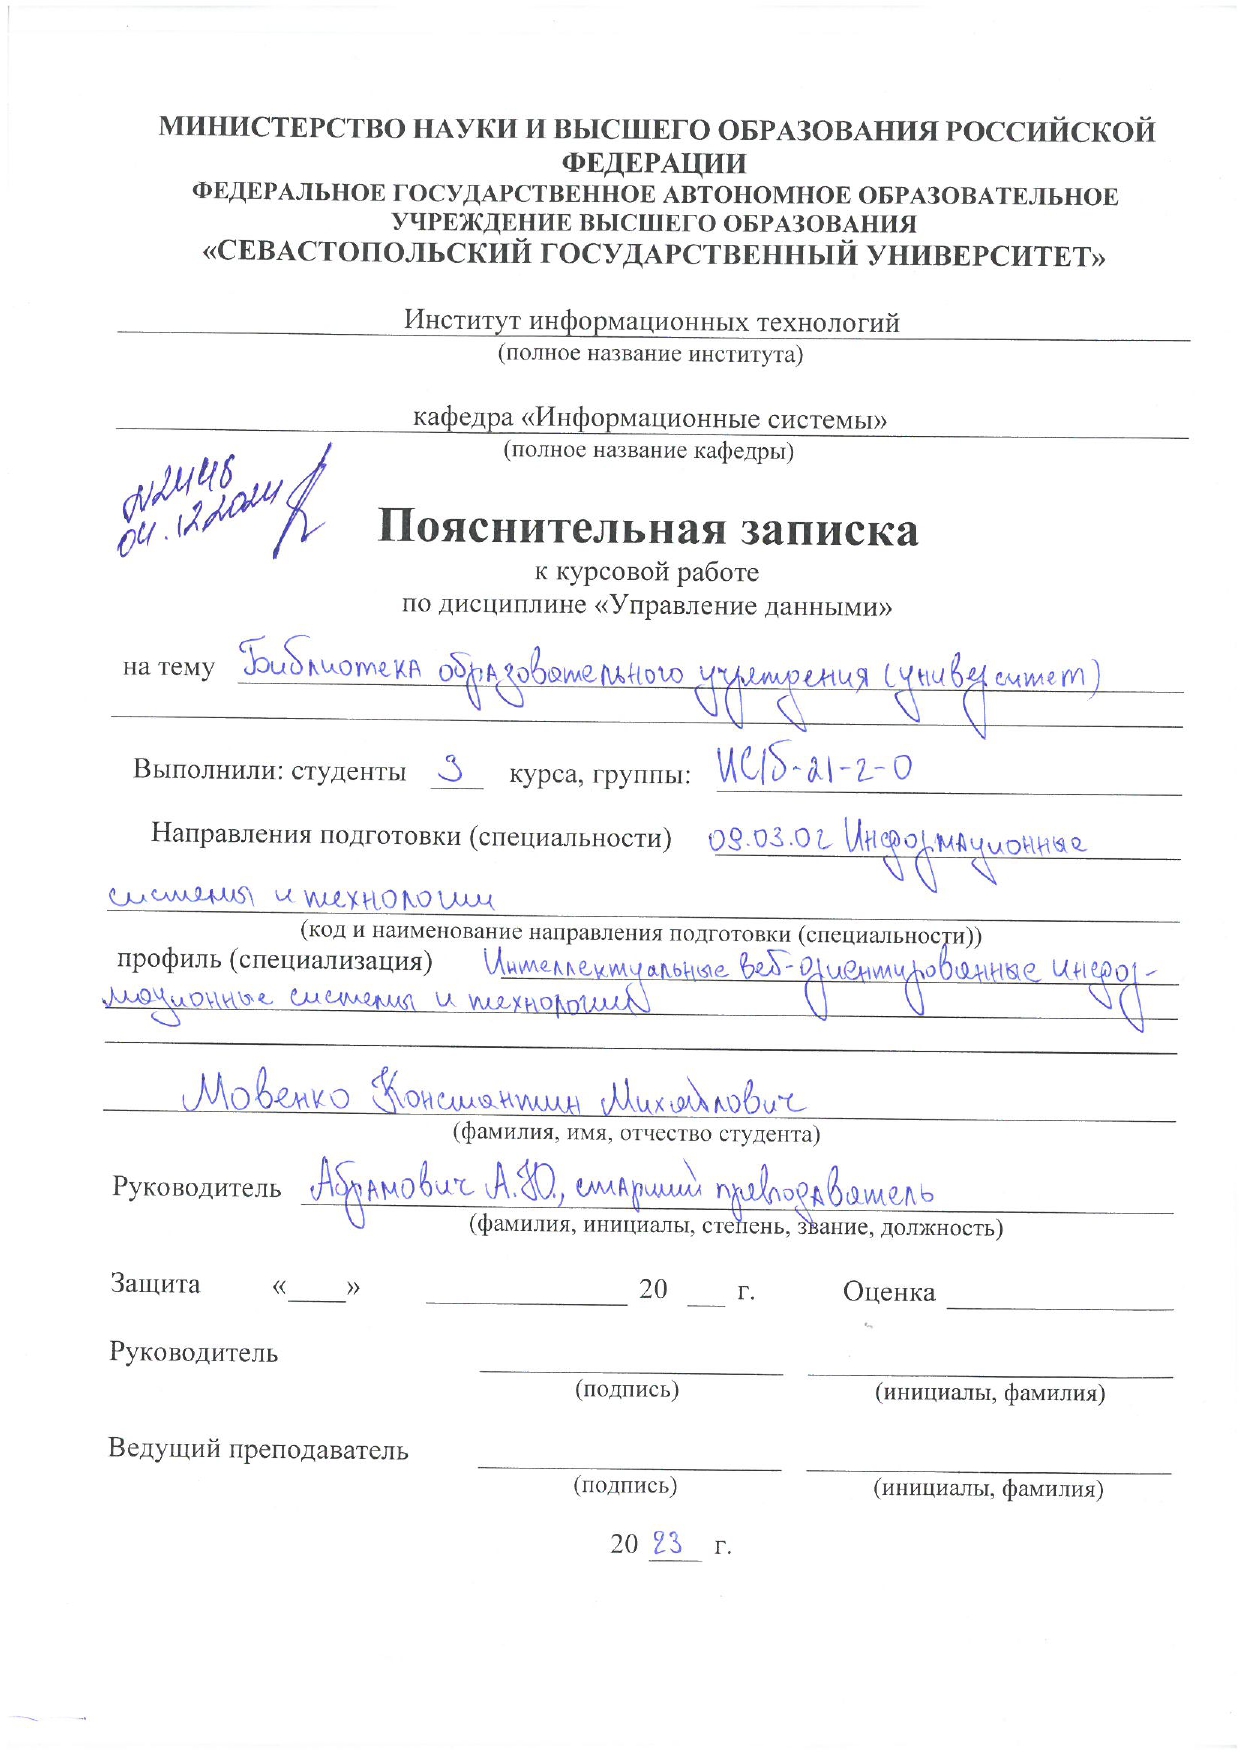 МИНИСТЕРСТВО НАУКИ И ВЫСШЕГО ОБРАЗОВАНИЯ РОССИЙСКОЙ
ФЕДЕРАЦИИ
ФЕДЕРАЛЬНОЕ ГОСУДАРСТВЕННОЕ АВТОНОМНОЕ ОБРАЗОВАТЕЛЬНОЕ
УЧРЕЖДЕНИЕ ВЫСШЕГО ОБРАЗОВАНИЯ
«СЕВАСТОПОЛЬСКИЙ ГОСУДАРСТВЕННЫЙ УНИВЕРСИТЕТ»
Институт информационных технологий
(полное название института)
кафедра «Информационные системы»
(полное название кафедры)
04.12.2024
Пояснительная записка
к курсовой работе
по дисциплине «Управление данными»
на тему Библиотека образовательного учреждения (университет)
Выполнили: студенты 3 курса, группы: ИС/б-21-2-О
Направления подготовки (специальности) 09.03.02 Информационные
системы и технологии
(код и наименование направления подготовки (специальности))
профиль (специализация) Интеллектуальные веб-ориентированные инфор-
мационные системы и технологии
Мовенко Константин Михайлович
(фамилия, имя, отчество студента)
Руководитель Абрамович А.Ю., старший преподаватель
(фамилия, инициалы, степень, звание, должность)
Защита «____» ____________ 20 ___ г. Оценка ____________
Руководитель
(подпись) (инициалы, фамилия)
Ведущий преподаватель
(подпись) (инициалы, фамилия)
20 23 г.